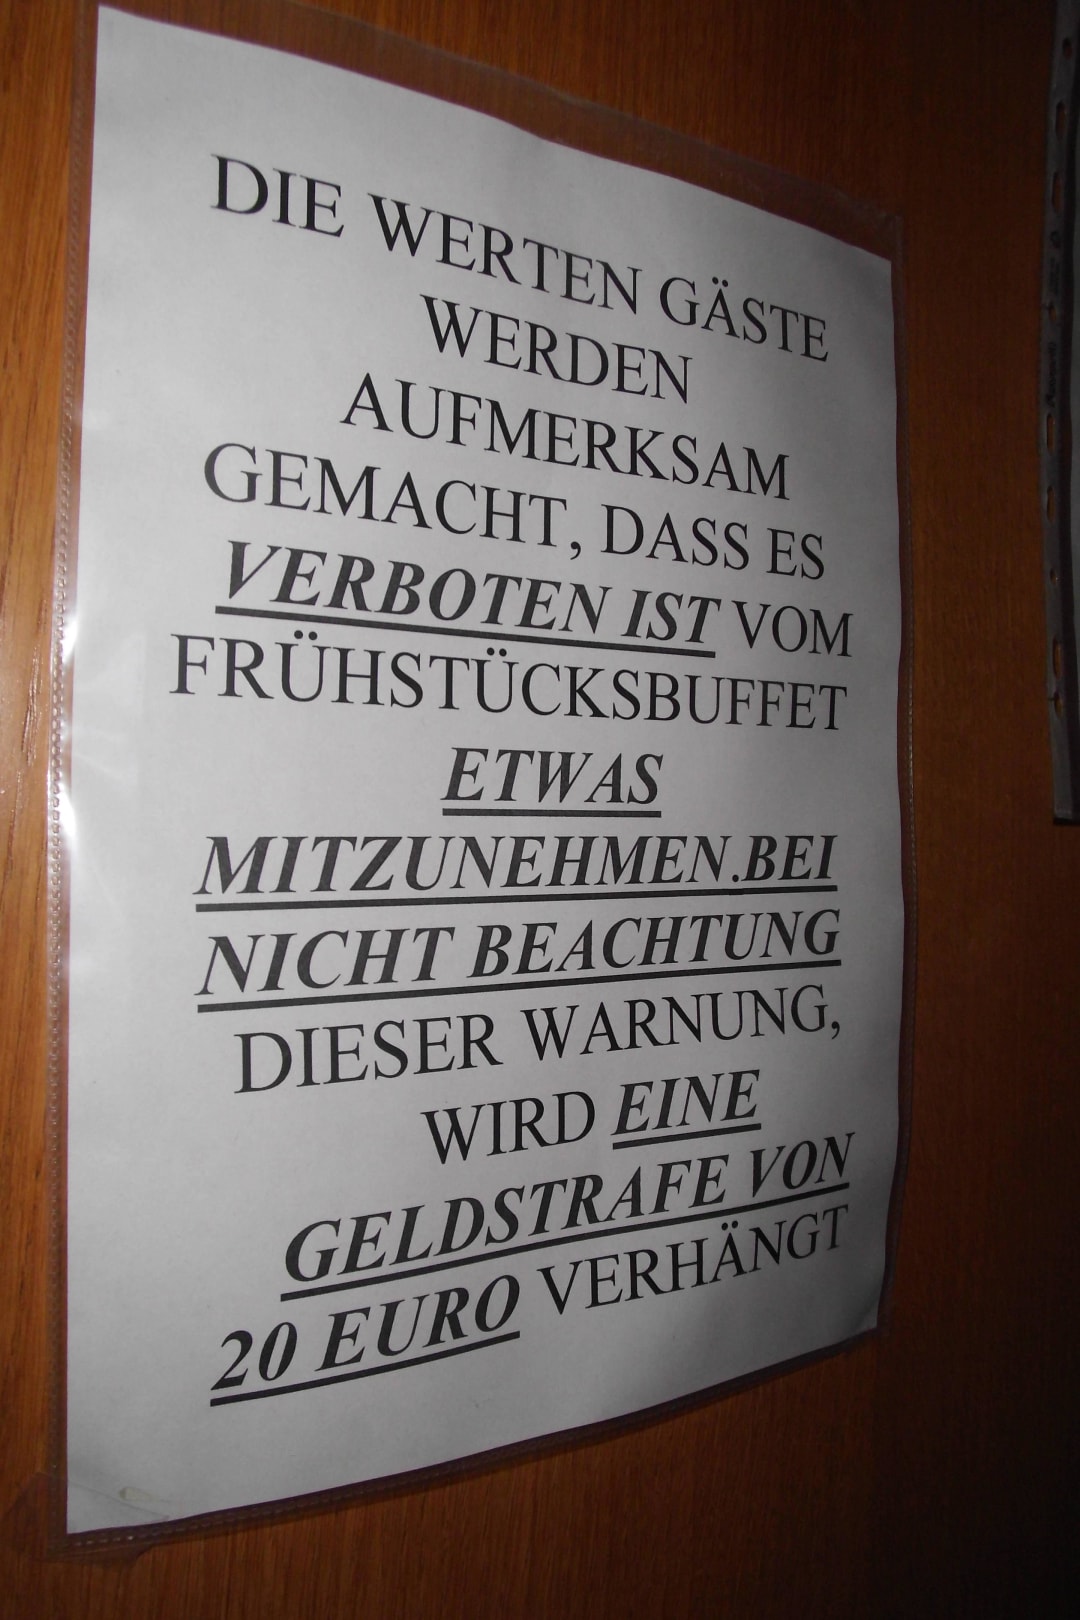 DIE WERTEN GÄSTE
WERDEN
AUFMERKSAM
GEMACHT, DASS ES
VERBOTEN IST VOM
FRÜHSTÜCKSBUFFET
ETWAS
MITZUNEHMEN.BEI
NICHT BEACHTUNG
DIESER WARNUNG,
WIRD EINE
GELDSTRAFE VON
20 EURO VERHÄNGT